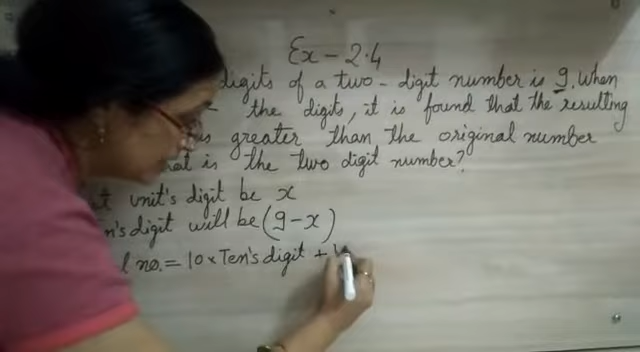 Ex - 2.4
digits of a two-digit number is 9. When
the digits, it is found that the resulting
is greater than the original number
is the two digit number?
unit's digit be x
digit will be (9-x)
no. = 10 × Ten's digit +